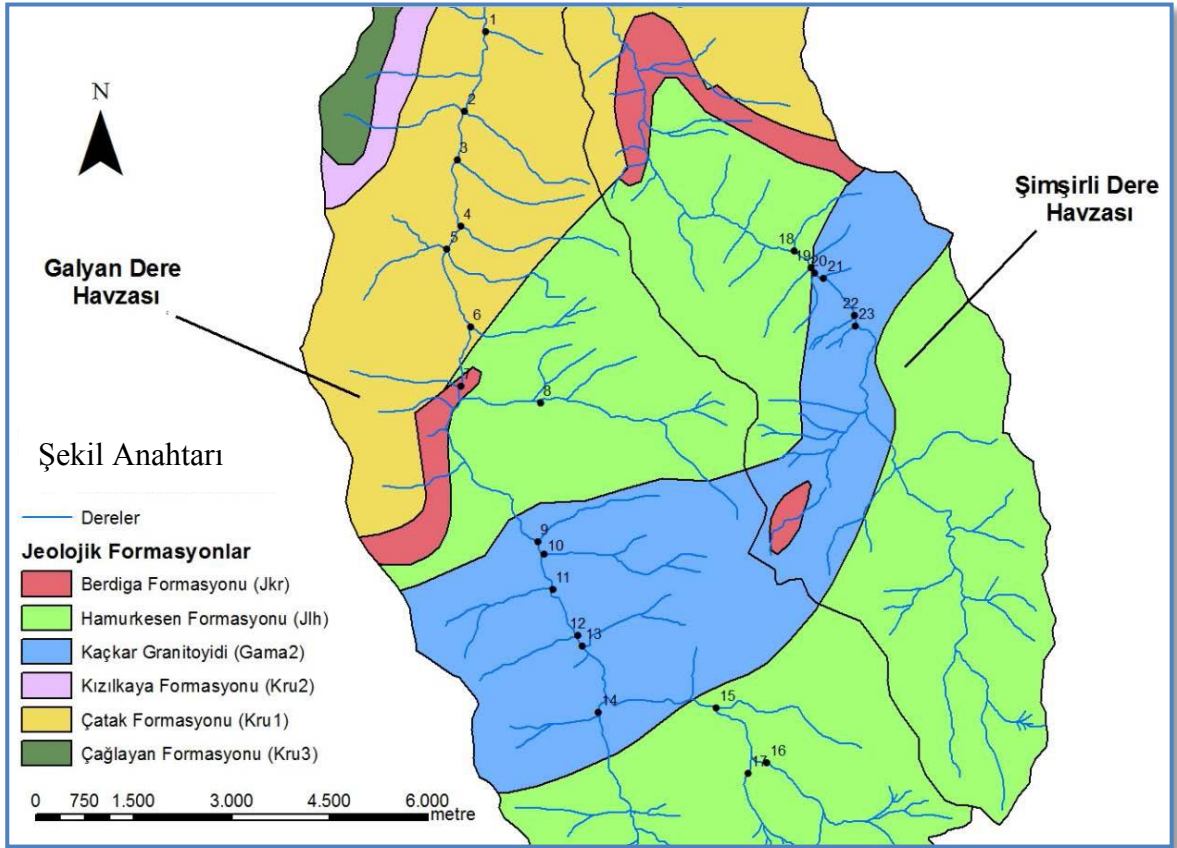 N
1
2
3
4
5
6
7
8
9
10
11
12
13
14
15
16
17
18
19
20
21
22
23
Galyan Dere
Havzası
Şimşirli Dere
Havzası
Şekil Anahtarı
Dereler
Jeolojik Formasyonlar
Berdiga Formasyonu (Jkr)
Hamurkesen Formasyonu (Jlh)
Kaçkar Granitoyidi (Gama2)
Kızılkaya Formasyonu (Kru2)
Çatak Formasyonu (Kru1)
Çağlayan Formasyonu (Kru3)
0 750 1.500 3.000 4.500 6.000
metre